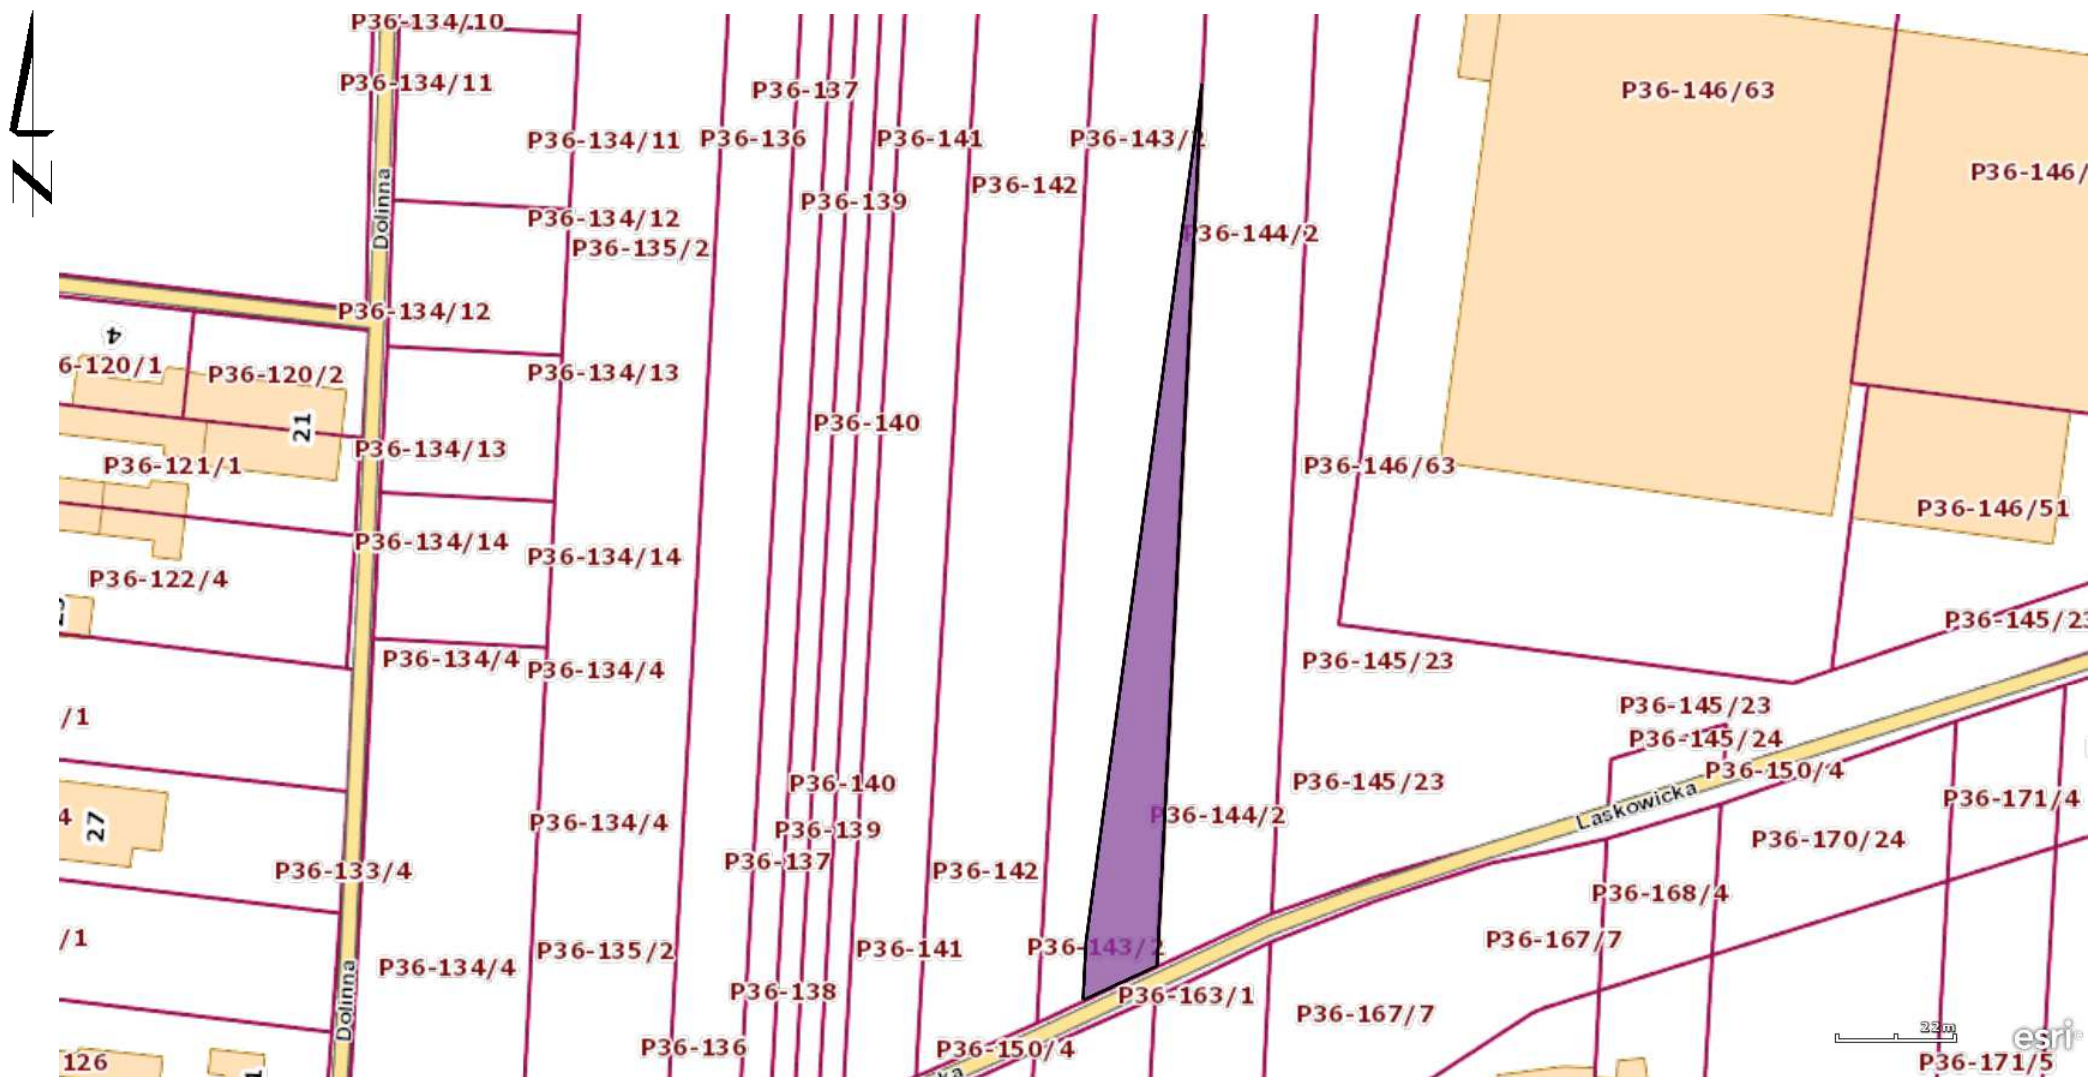 P36-134/10
P36-134/11
P36-137
P36-146/63
P36-134/11
P36-136
P36-141
P36-143/2
P36-146/
P36-142
N
P36-139
Dolinna
P36-134/12
P36-144/2
P36-135/2
P36-134/12
4
6-120/1
P36-120/2
P36-134/13
21
P36-140
P36-134/13
P36-121/1
P36-146/63
P36-146/51
P36-134/14
P36-134/14
P36-122/4
P36-145/23
P36-134/4
P36-134/4
P36-145/23
P36-145/23
/1
P36-145/24
P36-150/4
P36-140
P36-145/23
P36-171/4
Laskowicka
4
27
P36-134/4
P36-139
P36-144/2
P36-170/24
P36-137
P36-133/4
P36-142
P36-168/4
/1
P36-135/2
P36-141
P36-143/2
P36-167/7
P36-134/4
P36-138
P36-163/1
Dolinna
P36-167/7
22m
esri
P36-136
P36-150/4
ka
126
P36-171/5